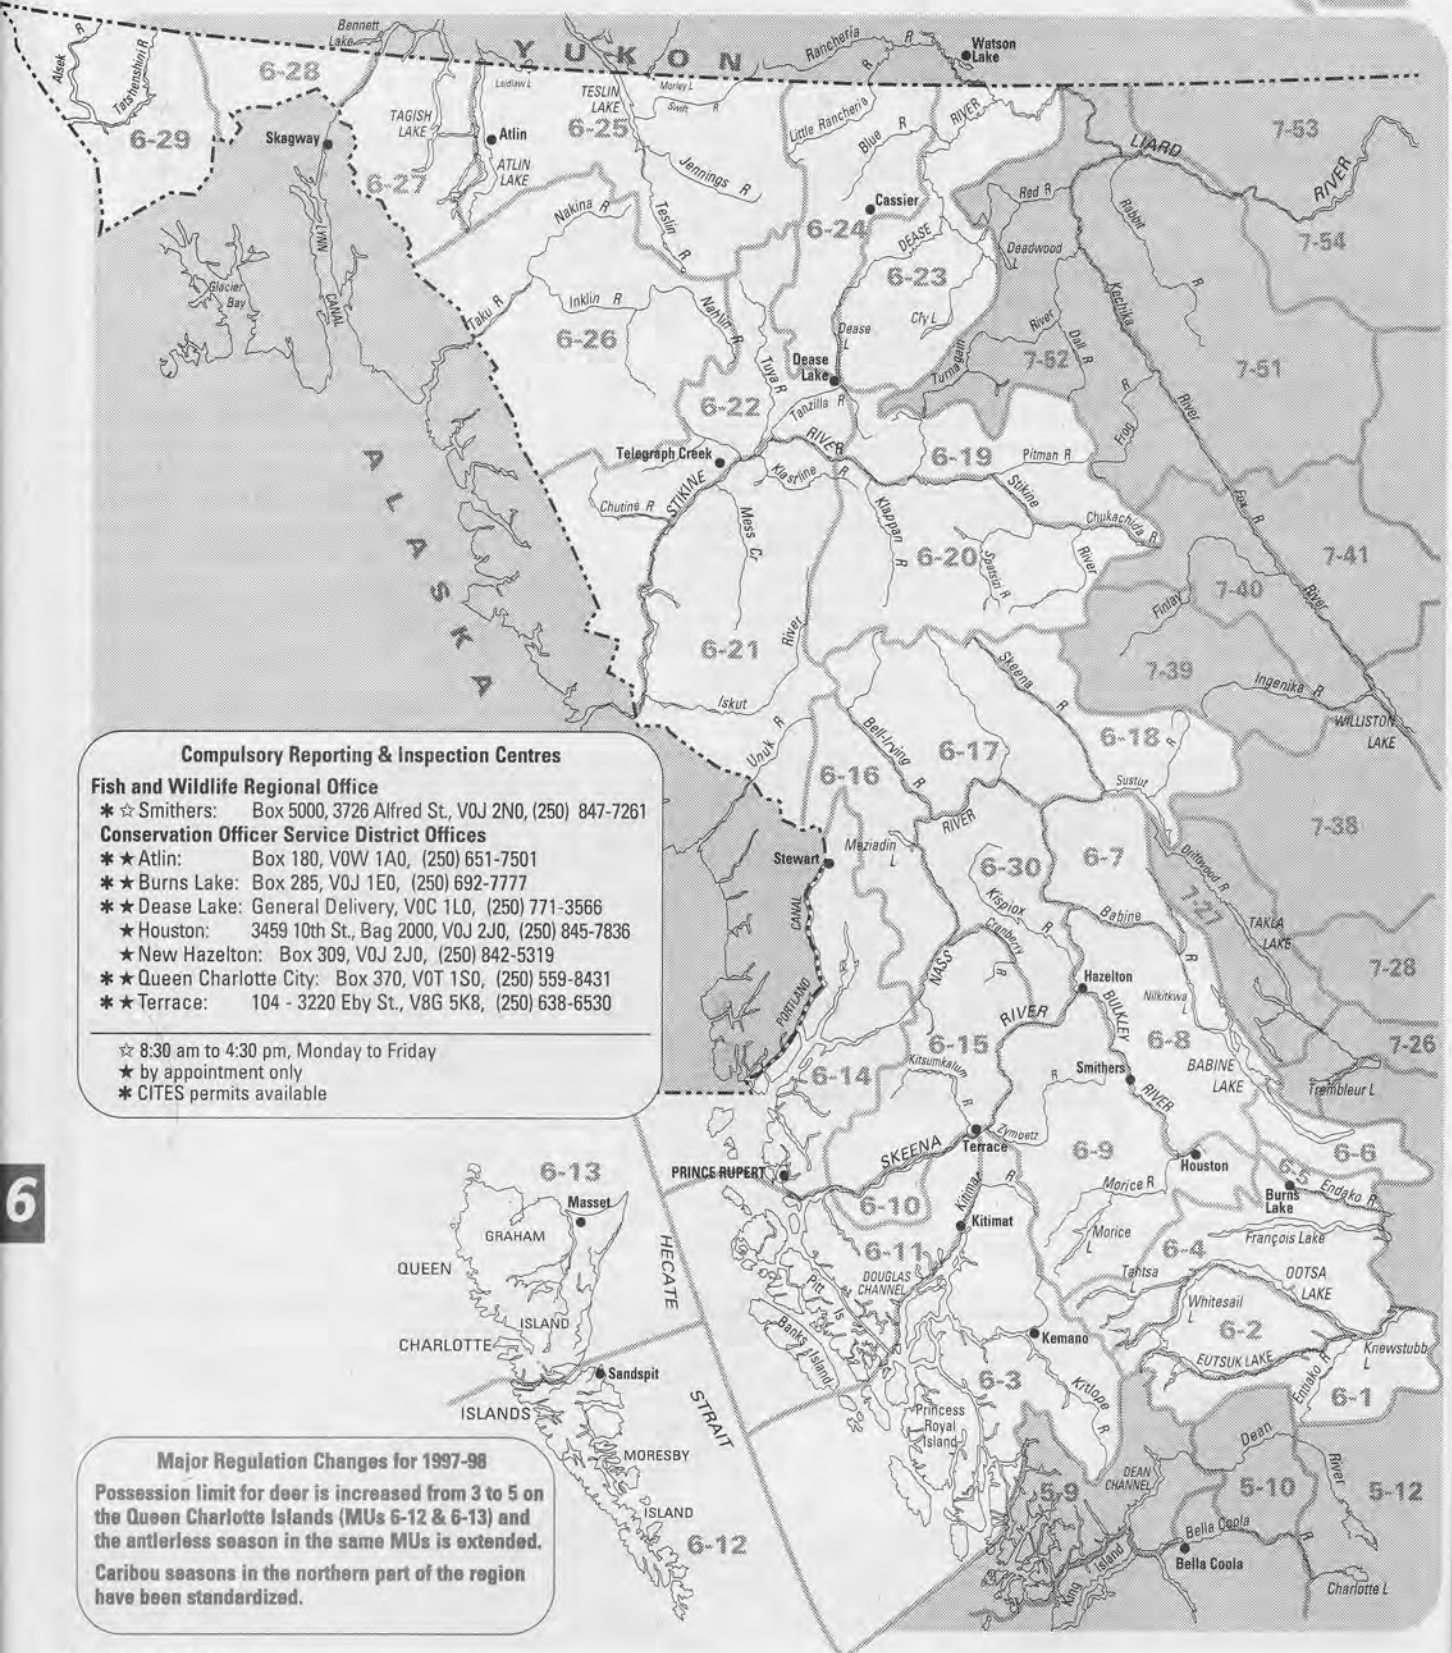 YUKON
Bennett
Lake
Rancheria R
Watson
Lake
Alsek R
Tatshenshini R
6-28
Laidlaw L
TESLIN
LAKE
Morley L
Swift R
Little Rancheria R
Blue R
RIVER
TAGISH
LAKE
Atlin
6-25
7-53
6-29
Skagway
ATLIN
LAKE
6-27
Jennings R
LIARD
RIVER
Nakina R
Teslin R
Cassier
6-24
Red R
Rabbit R
DEASE
Deadwood
L
7-54
LYNN
CANAL
Glacier
Bay
6-23
Kechika
Taku R
Inklin R
Nahlin R
6-26
Dease
L
Cry L
River
Dall R
7-52
7-51
Dease
Lake
Tuya R
Turnagain
6-22
Tanzilla R
Frog R
River
ALASKA
RIVER
Telegraph Creek
6-19
Pitman R
Klastline R
STIKINE
Stikine
Chutine R
Mess Cr
Klappan R
Chukachida R
Fox R
6-20
Spatsizi R
River
7-41
7-40
Finlay
River
6-21
River
Skeena R
7-39
Ingenika R
Iskut
Unuk R
WILLISTON
LAKE
Bell-Irving R
6-17
6-18
R
Sustut
6-16
7-38
Compulsory Reporting & Inspection Centres
Fish and Wildlife Regional Office
✱ ☆ Smithers: Box 5000, 3726 Alfred St., V0J 2N0, (250) 847-7261
Conservation Officer Service District Offices
✱ ★ Atlin: Box 180, V0W 1A0, (250) 651-7501
✱ ★ Burns Lake: Box 285, V0J 1E0, (250) 692-7777
✱ ★ Dease Lake: General Delivery, V0C 1L0, (250) 771-3566
★ Houston: 3459 10th St., Bag 2000, V0J 2J0, (250) 845-7836
★ New Hazelton: Box 309, V0J 2J0, (250) 842-5319
✱ ★ Queen Charlotte City: Box 370, V0T 1S0, (250) 559-8431
✱ ★ Terrace: 104 - 3220 Eby St., V8G 5K8, (250) 638-6530
☆ 8:30 am to 4:30 pm, Monday to Friday
★ by appointment only
✱ CITES permits available
RIVER
Meziadin
L
Stewart
6-30
6-7
Driftwood R
7-27
Kispiox R
Babine R
TAKLA
LAKE
CANAL
Cranberry R
7-28
NASS
Hazelton
PORTLAND
Nilkitkwa
L
RIVER
BULKLEY
6-15
6-8
7-26
Kitsumkalum R
6-14
R
Smithers
BABINE
LAKE
Trembleur L
RIVER
SKEENA
Zymoetz
Terrace
6-9
6-6
6-13
PRINCE RUPERT
Houston
6-5
Masset
Morice R
Burns
Lake
Endako R
6
6-10
Kitimat R
Kitimat
GRAHAM
Morice
L
François Lake
HECATE
6-11
6-4
QUEEN
DOUGLAS
CHANNEL
Tahtsa
L
OOTSA
LAKE
Pitt Is
Whitesail
L
ISLAND
Banks Island
Kemano
6-2
CHARLOTTE
EUTSUK LAKE
Knewstubb
L
Sandspit
6-3
Kitlope R
Entiako R
6-1
ISLANDS
STRAIT
Princess
Royal
Island
Dean
River
MORESBY
DEAN
CHANNEL
5-10
5-12
5-9
ISLAND
Bella Coola R
6-12
King Island
Bella Coola
Charlotte L
Major Regulation Changes for 1997-98
Possession limit for deer is increased from 3 to 5 on
the Queen Charlotte Islands (MUs 6-12 & 6-13) and
the antlerless season in the same MUs is extended.
Caribou seasons in the northern part of the region
have been standardized.